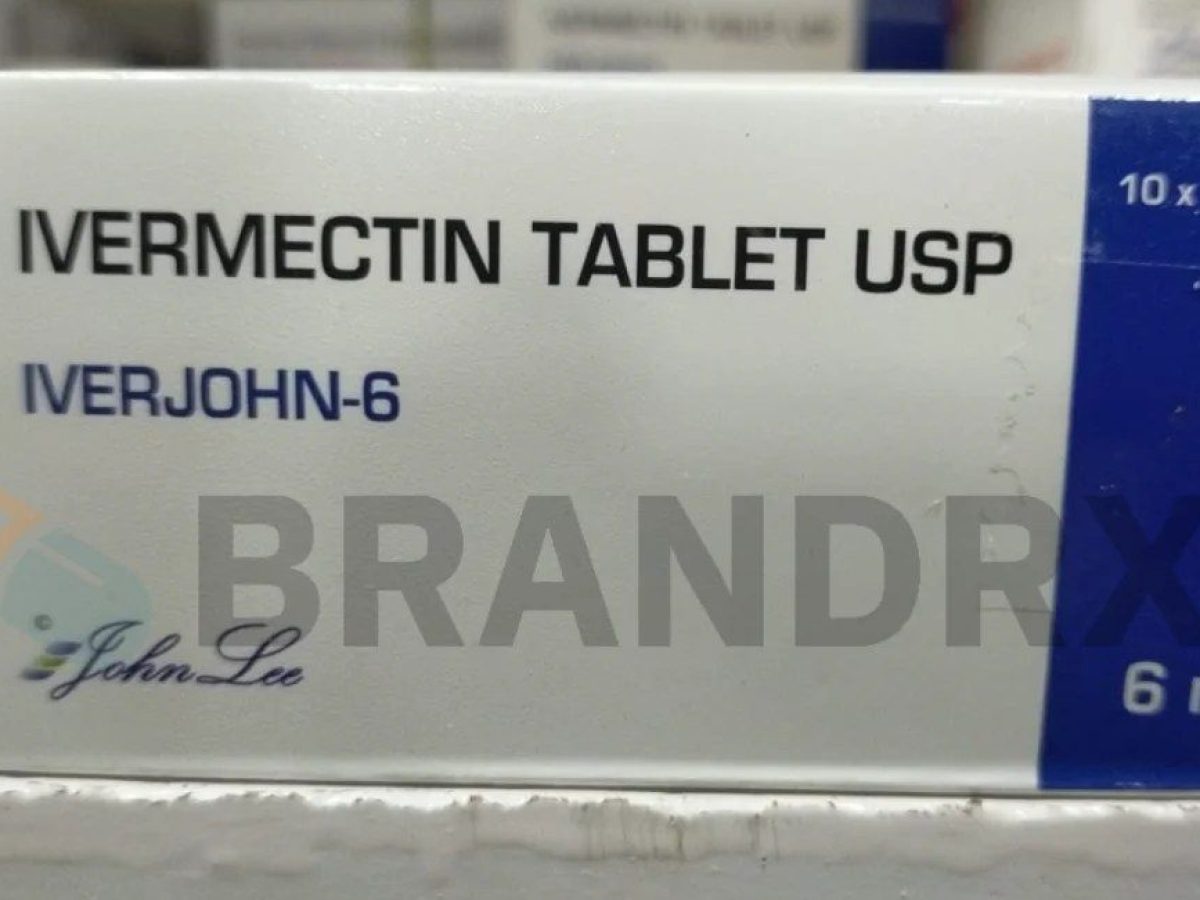 IVERMECTIN TABLET USP
10 x
IVERJOHN-6
BRANDRX
John Lee
6